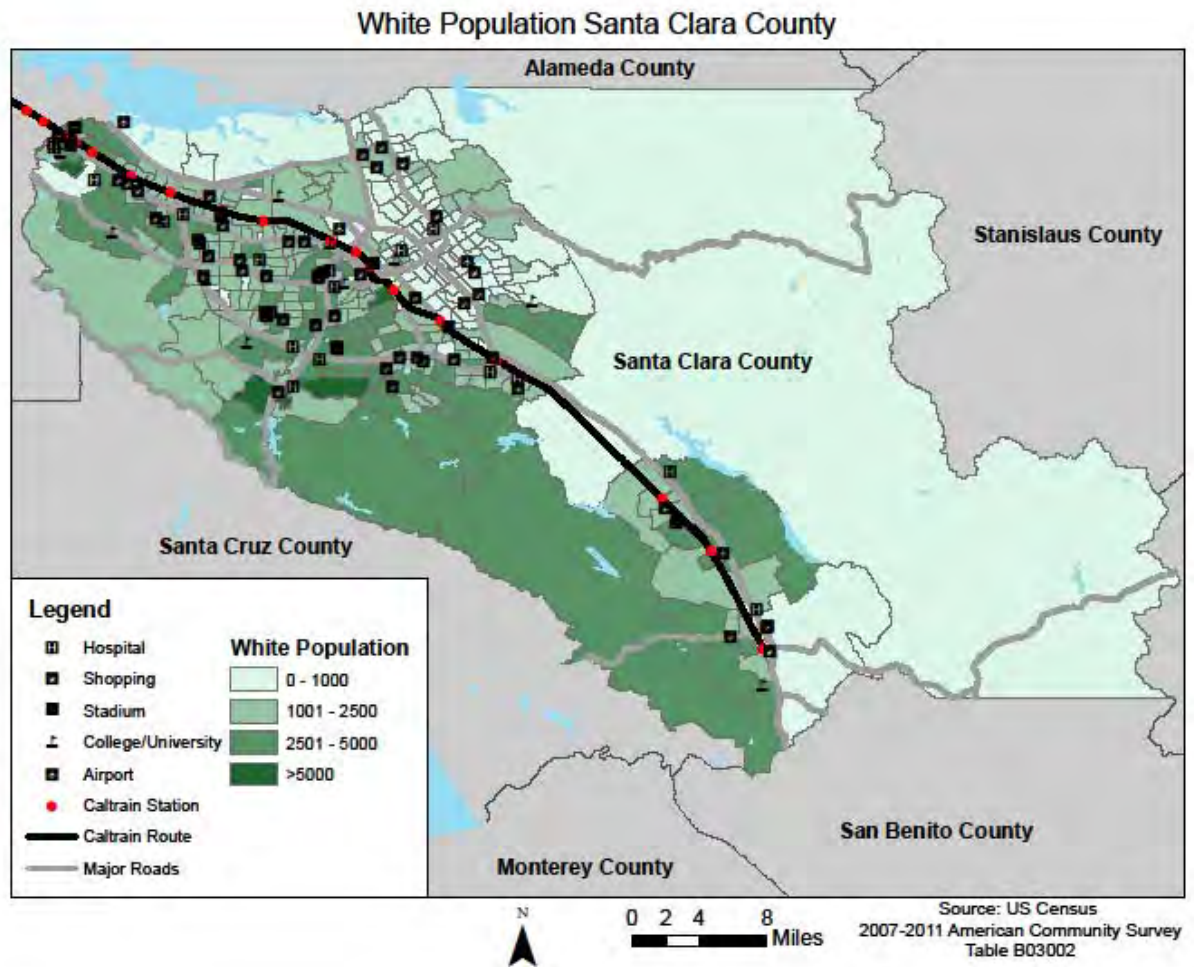 White Population Santa Clara County
Alameda County
Stanislaus County
Santa Clara County
Santa Cruz County
San Benito County
Monterey County
Legend
Hospital
Shopping
Stadium
College/University
Airport
Caltrain Station
Caltrain Route
Major Roads
White Population
0 - 1000
1001 - 2500
2501 - 5000
>5000
N
0 2 4 8
Miles
Source: US Census
2007-2011 American Community Survey
Table B03002